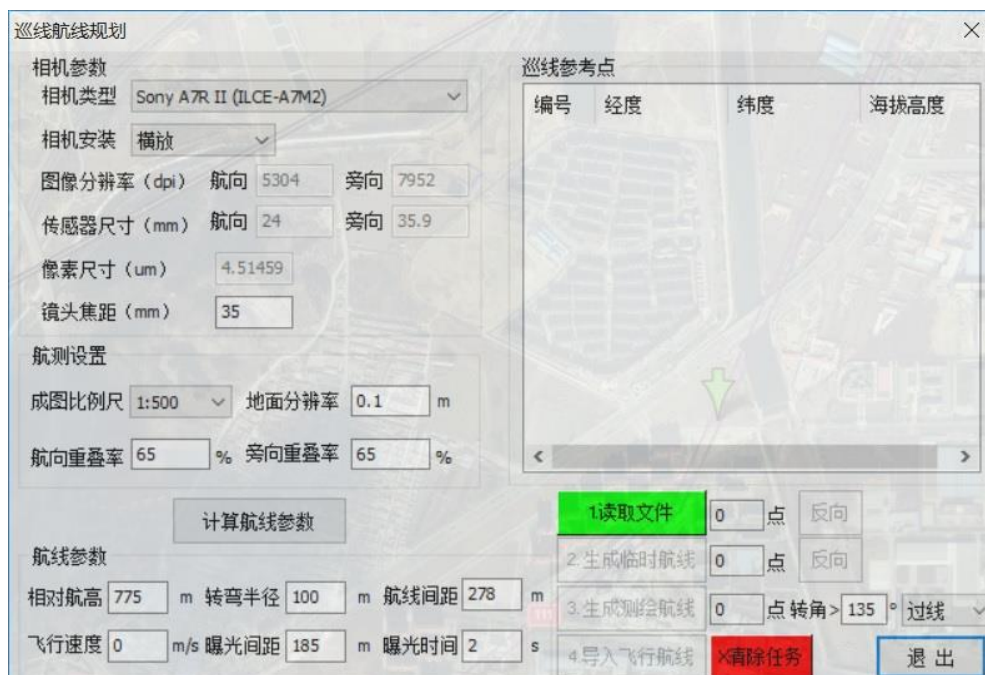 巡线航线规划
相机参数
相机类型 Sony A7R II (ILCE-A7M2)
相机安装 横放
图像分辨率（dpi） 航向 5304 旁向 7952
传感器尺寸（mm） 航向 24 旁向 35.9
像素尺寸（um） 4.51459
镜头焦距（mm） 35
航测设置
成图比例尺 1:500 地面分辨率 0.1 m
航向重叠率 65 % 旁向重叠率 65 %
计算航线参数
航线参数
相对航高 775 m 转弯半径 100 m 航线间距 278 m
飞行速度 0 m/s 曝光间距 185 m 曝光时间 2 s
巡线参考点
编号 经度 纬度 海拔高度
1.读取文件 0 点 反向
2.生成临时航线 0 点 反向
3.生成测绘航线 0 点 转角> 135 ° 过线
4.导入飞行航线 X清除任务 退 出